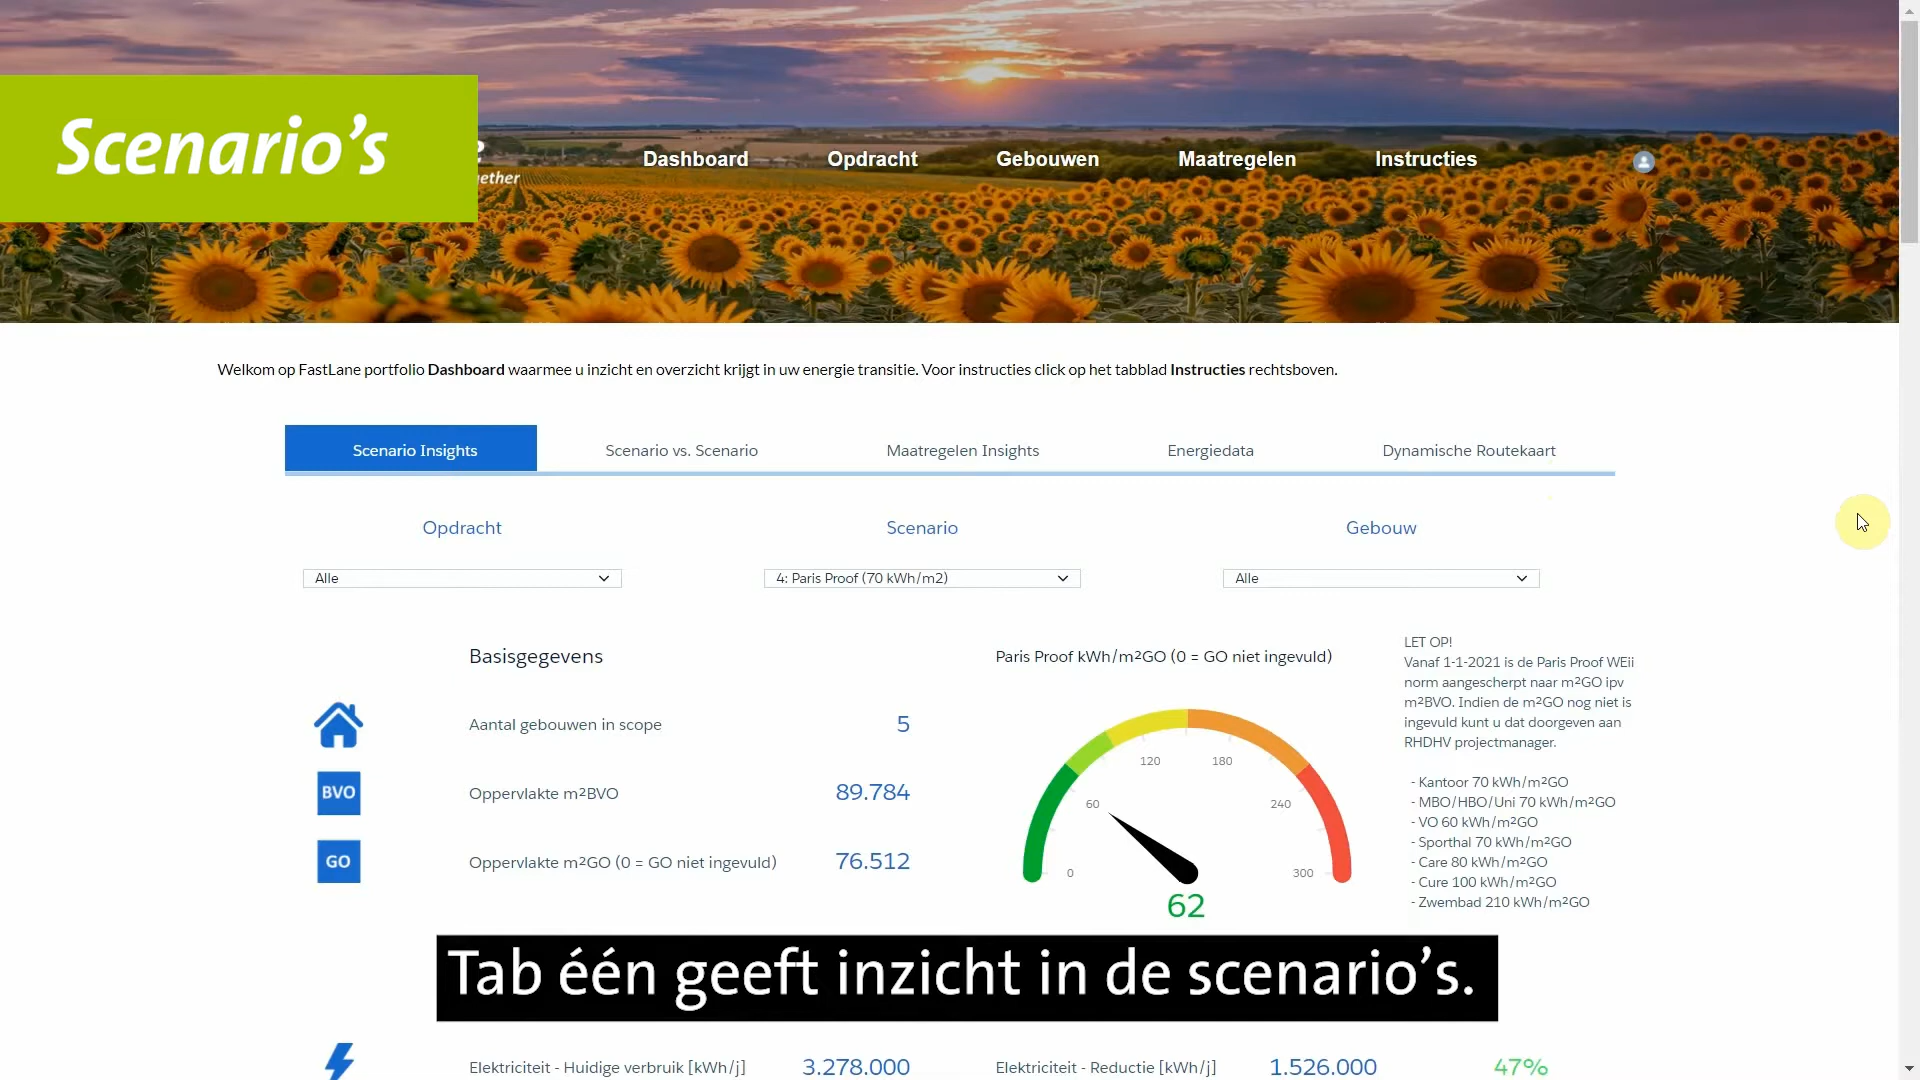 Scenario’s
e
ether
Dashboard
Opdracht
Gebouwen
Maatregelen
Instructies
Welkom op FastLane portfolio Dashboard waarmee u inzicht en overzicht krijgt in uw energie transitie. Voor instructies click op het tabblad Instructies rechtsboven.
Scenario Insights
Scenario vs. Scenario
Maatregelen Insights
Energiedata
Dynamische Routekaart
Opdracht
Scenario
Gebouw
Alle
4: Paris Proof (70 kWh/m2)
Alle
Basisgegevens
Aantal gebouwen in scope
5
BVO
Oppervlakte m²BVO
89.784
GO
Oppervlakte m²GO (0 = GO niet ingevuld)
76.512
Paris Proof kWh/m²GO (0 = GO niet ingevuld)
0
60
120
180
240
300
62
LET OP!
Vanaf 1-1-2021 is de Paris Proof WEii
norm aangescherpt naar m²GO ipv
m²BVO. Indien de m²GO nog niet is
ingevuld kunt u dat doorgeven aan
RHDHV projectmanager.
- Kantoor 70 kWh/m²GO
- MBO/HBO/Uni 70 kWh/m²GO
- VO 60 kWh/m²GO
- Sporthal 70 kWh/m²GO
- Care 80 kWh/m²GO
- Cure 100 kWh/m²GO
- Zwembad 210 kWh/m²GO
Tab één geeft inzicht in de scenario’s.
Elektriciteit - Huidige verbruik [kWh/j]
3.278.000
Elektriciteit - Reductie [kWh/j]
1.526.000
47%